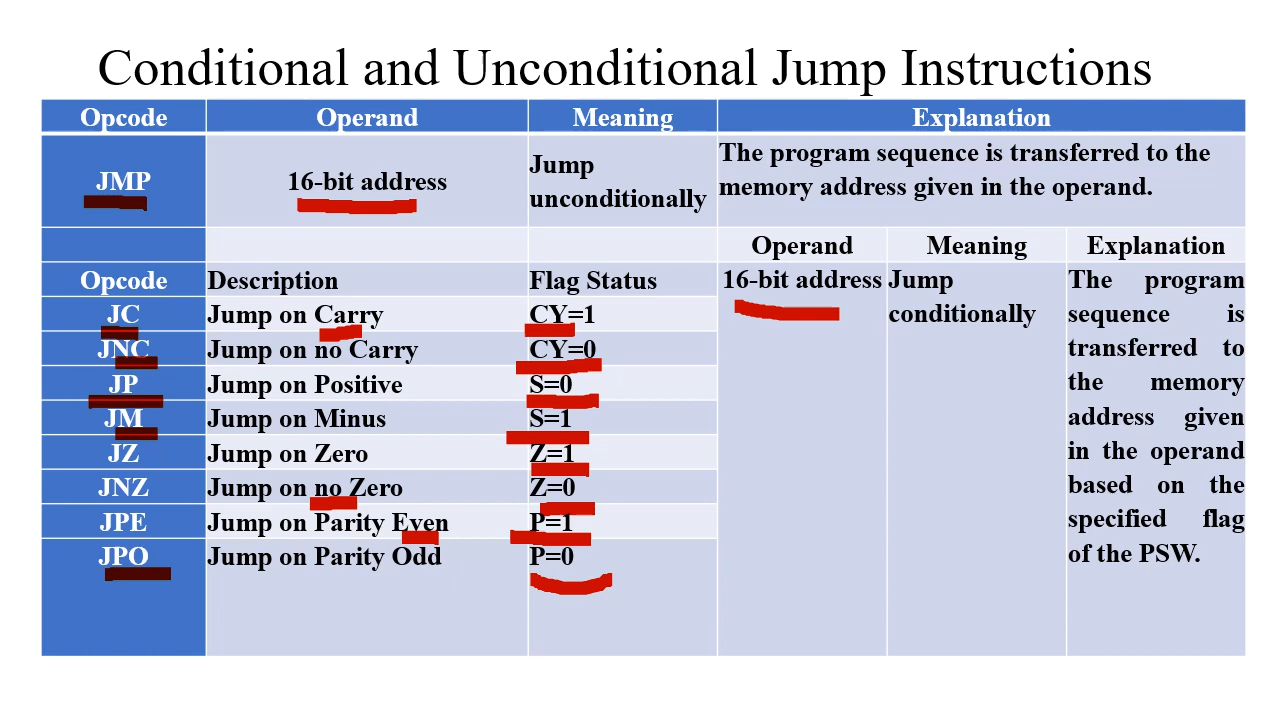 Conditional and Unconditional Jump Instructions
Opcode Operand Meaning Explanation
JMP 16-bit address Jump unconditionally The program sequence is transferred to the memory address given in the operand.
Operand Meaning Explanation
Opcode Description Flag Status
JC Jump on Carry CY=1
JNC Jump on no Carry CY=0
JP Jump on Positive S=0
JM Jump on Minus S=1
JZ Jump on Zero Z=1
JNZ Jump on no Zero Z=0
JPE Jump on Parity Even P=1
JPO Jump on Parity Odd P=0
16-bit address
Jump
conditionally
The program
sequence is
transferred to
the memory
address given
in the operand
based on the
specified flag
of the PSW.